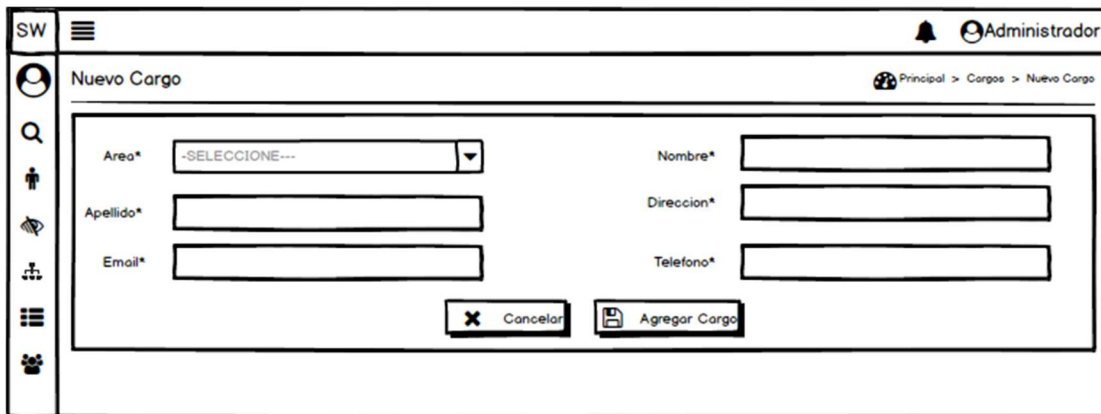 SW Administrador
Nuevo Cargo Principal > Cargos > Nuevo Cargo
Area* -SELECCIONE--- Nombre*
Apellido* Direccion*
Email* Telefono*
Cancelar Agregar Cargo